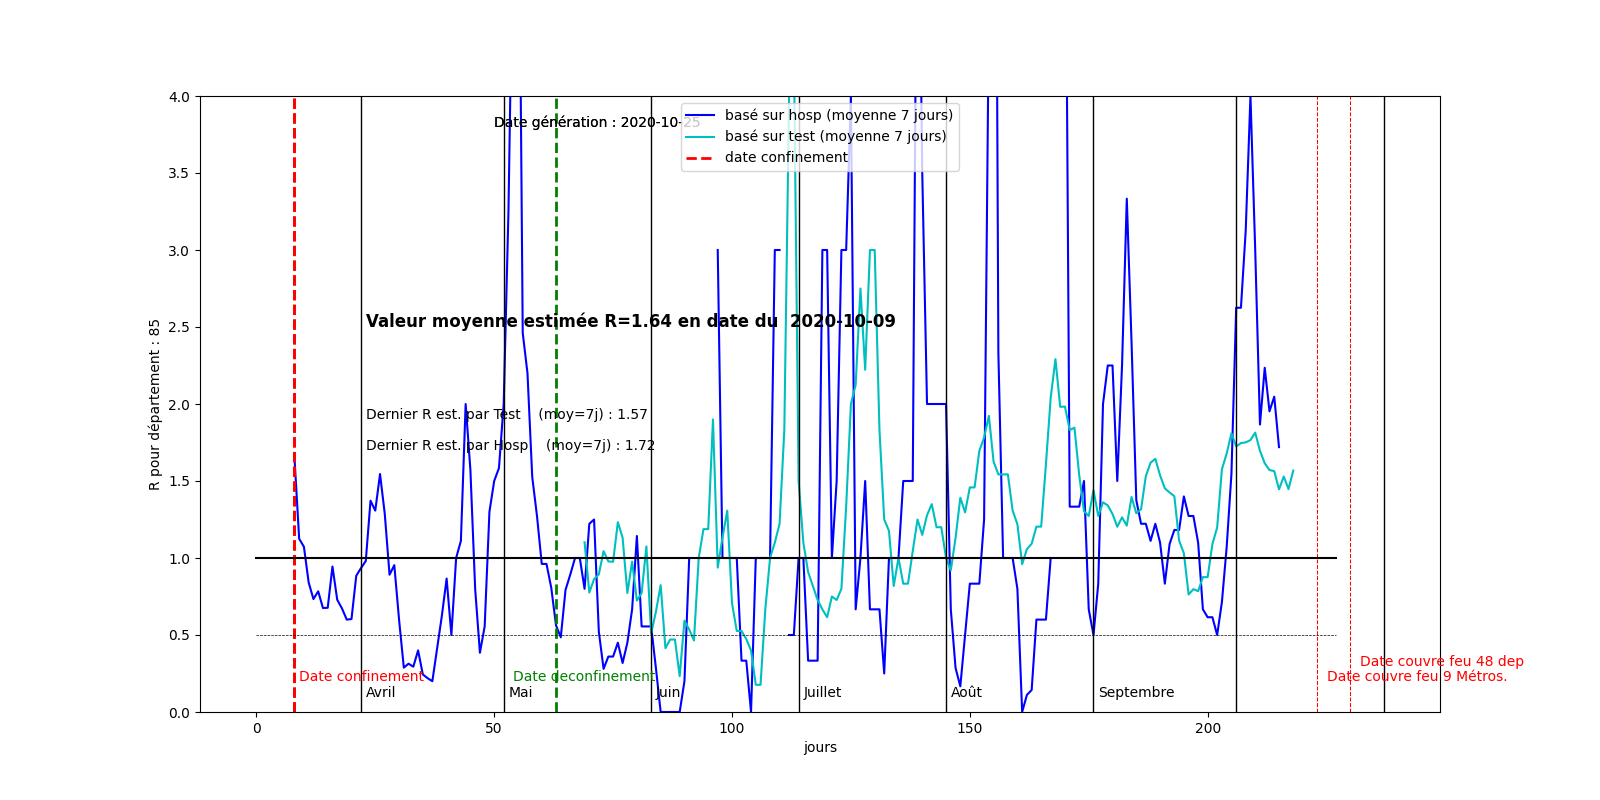 4.0
3.5
3.0
2.5
2.0
1.5
1.0
0.5
0.0
R pour département : 85
Date génération : 2020-10-25
basé sur hosp (moyenne 7 jours)
basé sur test (moyenne 7 jours)
date confinement
Valeur moyenne estimée R=1.64 en date du  2020-10-09
Dernier R est. par Test    (moy=7j) : 1.57
Dernier R est. par Hosp    (moy=7j) : 1.72
Date couvre feu 48 dep
Date confinement
Date deconfinement
Date couvre feu 9 Métros.
Avril
Mai
Juin
Juillet
Août
Septembre
0
50
100
150
200
jours